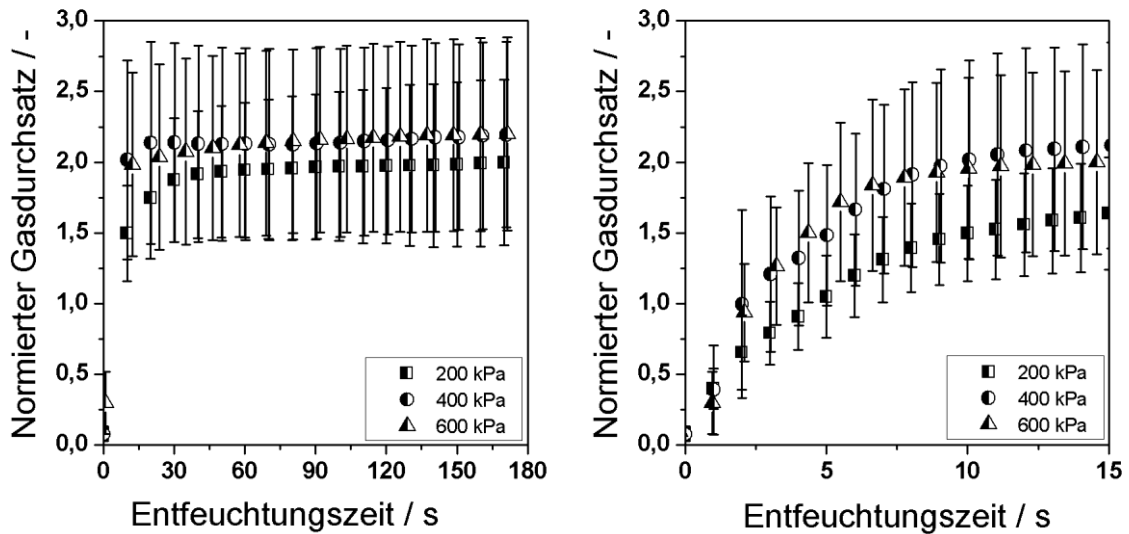 Normierter Gasdurchsatz / -
3,0
2,5
2,0
1,5
1,0
0,5
0,0
200 kPa
400 kPa
600 kPa
0 30 60 90 120 150 180
Entfeuchtungszeit / s
Normierter Gasdurchsatz / -
3,0
2,5
2,0
1,5
1,0
0,5
0,0
200 kPa
400 kPa
600 kPa
0 5 10 15
Entfeuchtungszeit / s